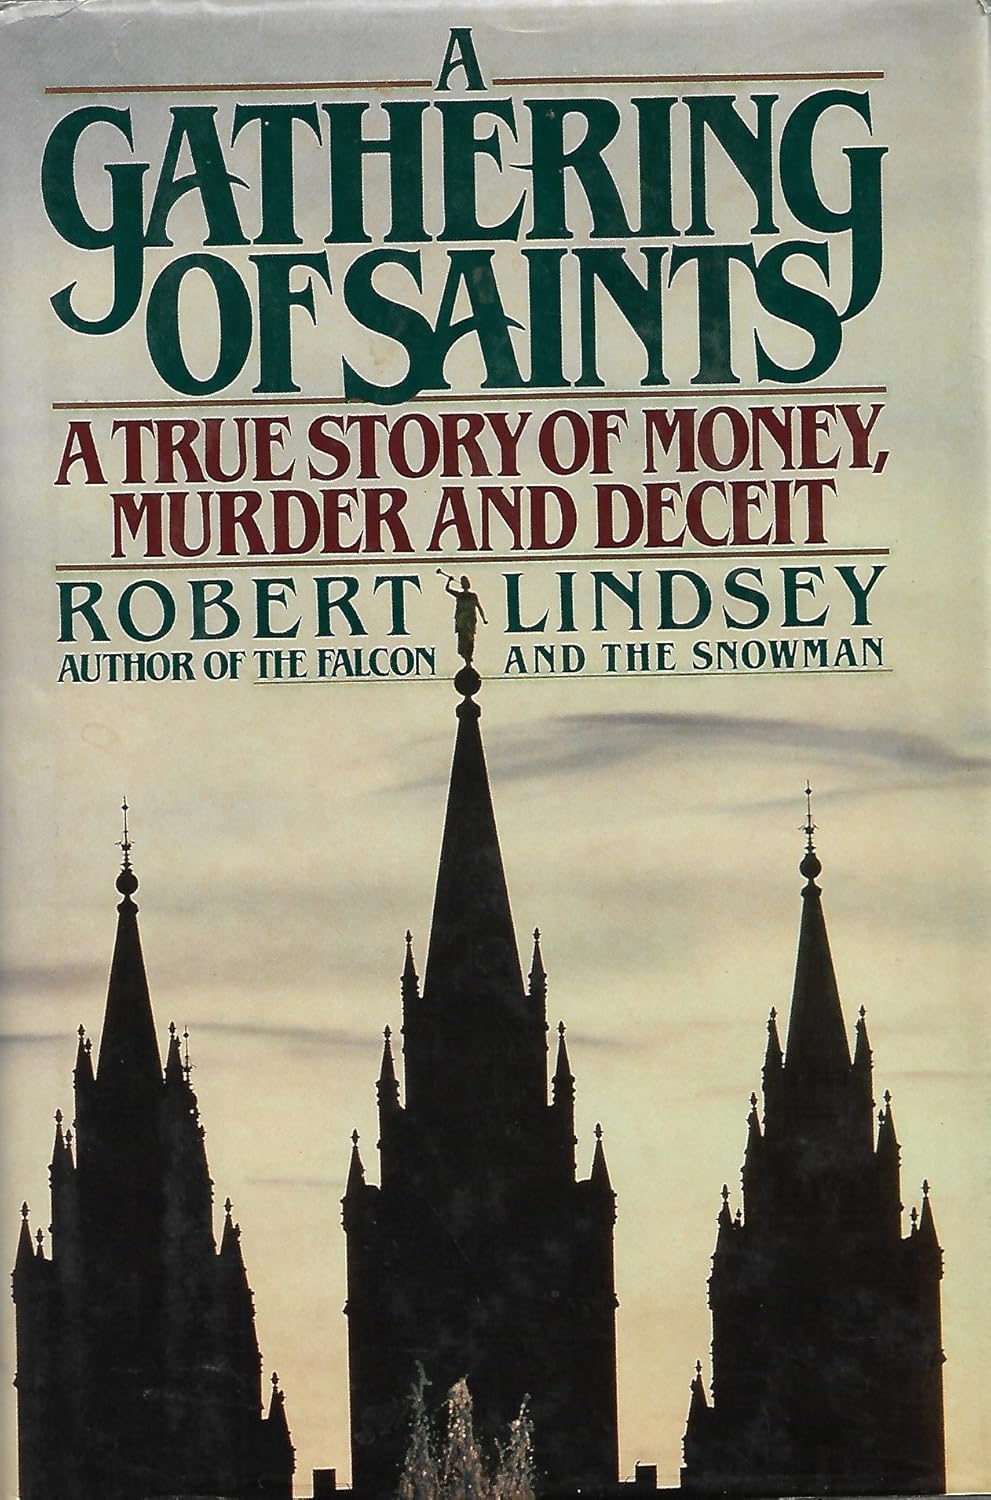 A
GATHERING
OF SAINTS
A TRUE STORY OF MONEY,
MURDER AND DECEIT
ROBERT LINDSEY
AUTHOR OF THE FALCON AND THE SNOWMAN